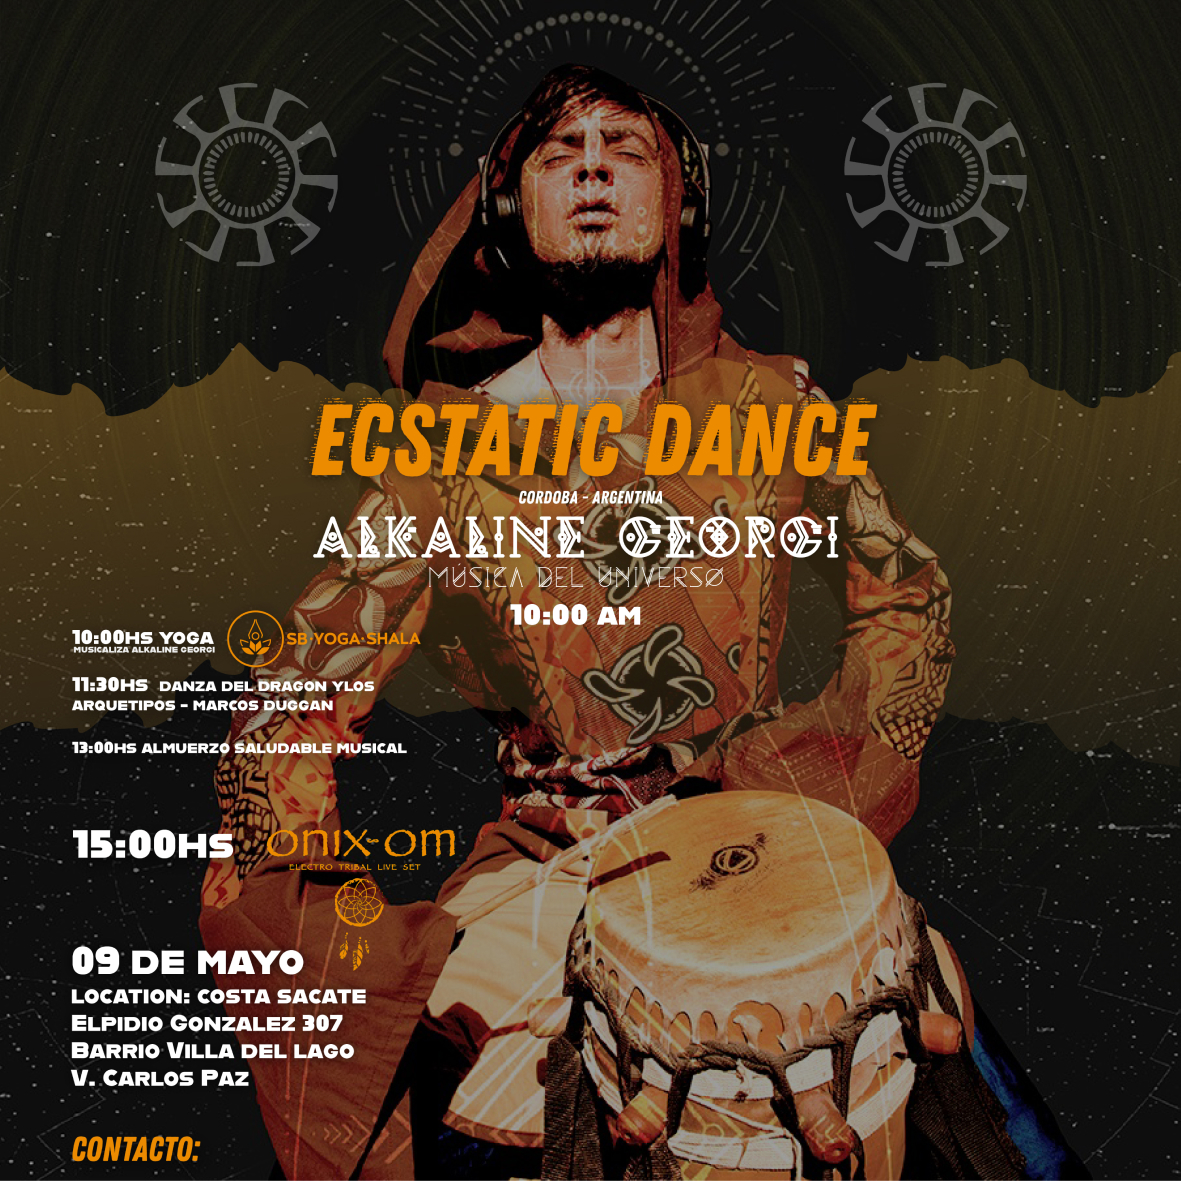 ECSTATIC DANCE
CORDOBA - ARGENTINA
ALKALINE GEORGI
MÚSICA DEL UNIVERSO
10:00 AM
10:00HS YOGA
MUSICALIZA ALKALINE GEORGI
SB·YOGA·SHALA
11:30HS DANZA DEL DRAGON YLOS
ARQUETIPOS - MARCOS DUGGAN
13:00HS ALMUERZO SALUDABLE MUSICAL
15:00HS onix-om
ELECTRO TRIBAL LIVE SET
09 DE MAYO
LOCATION: COSTA SACATE
ELPIDIO GONZALEZ 307
BARRIO VILLA DEL LAGO
V. CARLOS PAZ
CONTACTO: